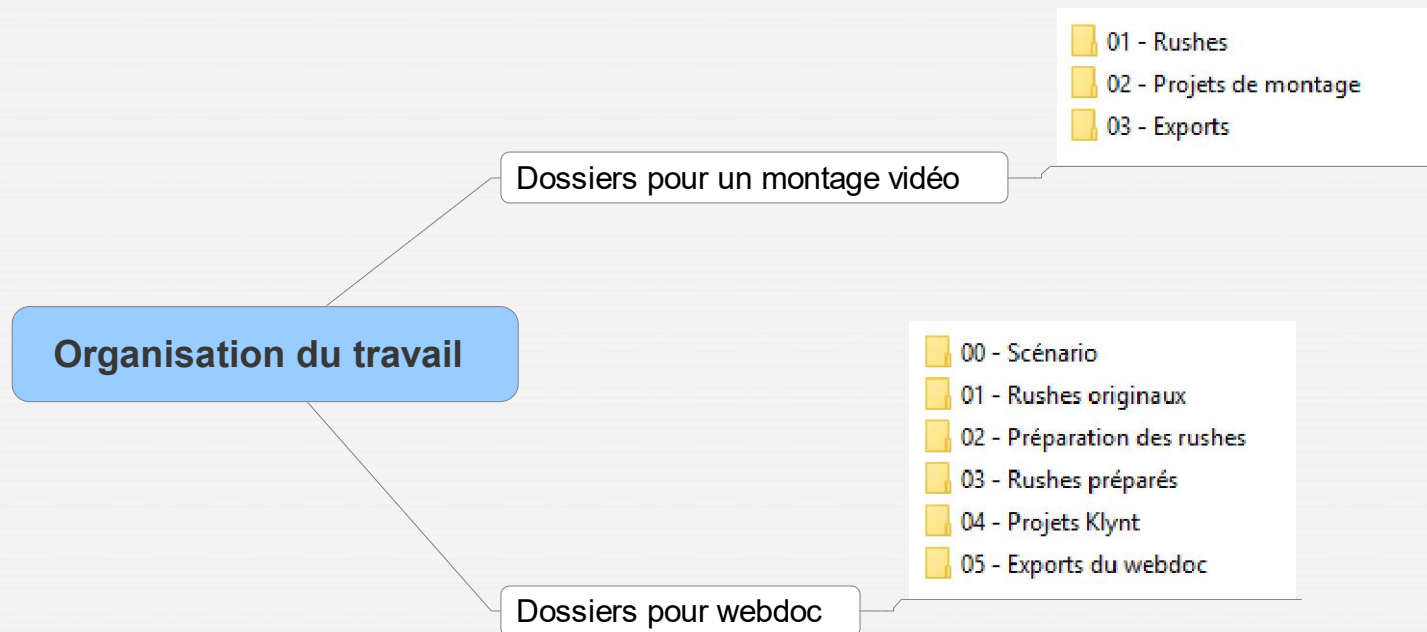 01 - Rushes
02 - Projets de montage
03 - Exports
Dossiers pour un montage vidéo
Organisation du travail
00 - Scénario
01 - Rushes originaux
02 - Préparation des rushes
03 - Rushes préparés
04 - Projets Klynt
05 - Exports du webdoc
Dossiers pour webdoc